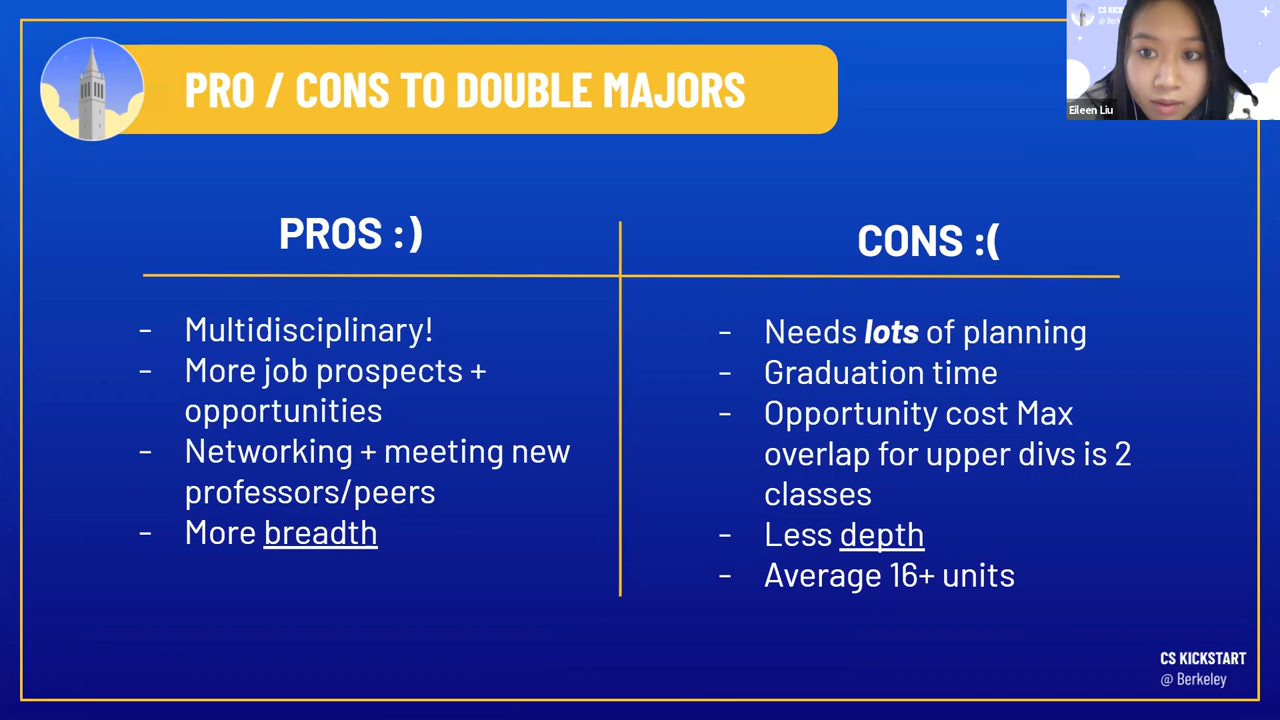 PRO / CONS TO DOUBLE MAJORS
Eileen Liu
PROS :)
- Multidisciplinary!
- More job prospects +
opportunities
- Networking + meeting new
professors/peers
- More breadth
CONS :(
- Needs lots of planning
- Graduation time
- Opportunity cost Max
overlap for upper divs is 2
classes
- Less depth
- Average 16+ units
CS KICKSTART
@ Berkeley